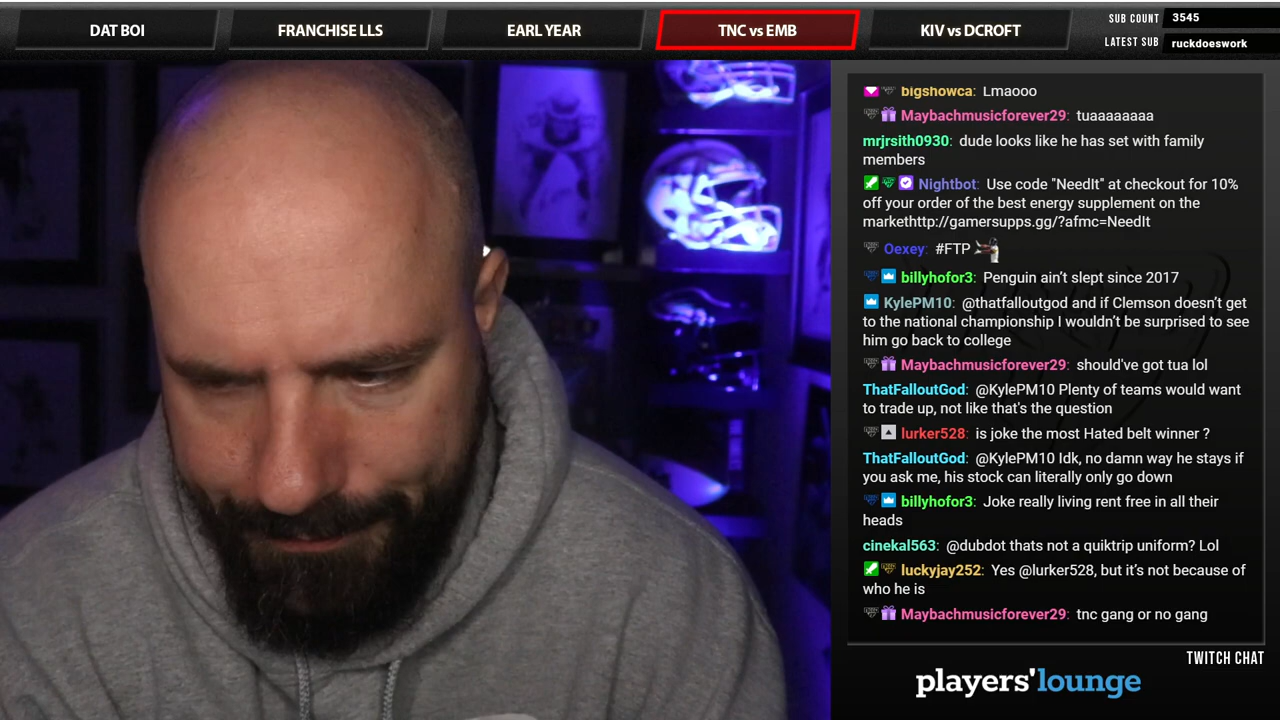 DAT BOI
FRANCHISE LLS
EARL YEAR
TNC vs EMB
KIV vs DCROFT
SUB COUNT 3545
LATEST SUB ruckdoeswork
bigshowca: Lmaooo
Maybachmusicforever29: tuaaaaaaaa
mrjrsith0930: dude looks like he has set with family
members
Nightbot: Use code "NeedIt" at checkout for 10%
off your order of the best energy supplement on the
markethttp://gamersupps.gg/?afmc=NeedIt
Oexey: #FTP
billyhofor3: Penguin ain’t slept since 2017
KylePM10: @thatfalloutgod and if Clemson doesn’t get
to the national championship I wouldn’t be surprised to see
him go back to college
Maybachmusicforever29: should've got tua lol
ThatFalloutGod: @KylePM10 Plenty of teams would want
to trade up, not like that's the question
lurker528: is joke the most Hated belt winner ?
ThatFalloutGod: @KylePM10 Idk, no damn way he stays if
you ask me, his stock can literally only go down
billyhofor3: Joke really living rent free in all their
heads
cinekal563: @dubdot thats not a quiktrip uniform? Lol
luckyjay252: Yes @lurker528, but it’s not because of
who he is
Maybachmusicforever29: tnc gang or no gang
TWITCH CHAT
players'lounge